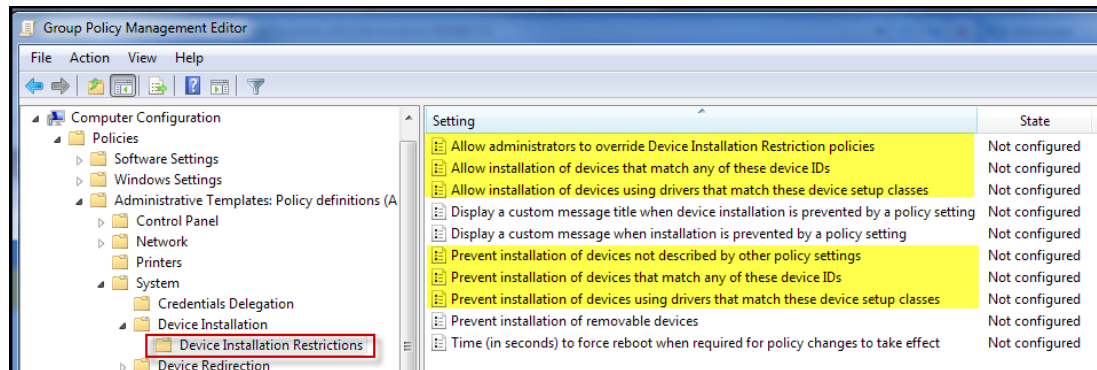 Group Policy Management Editor
File Action View Help
Computer Configuration
Policies
Software Settings
Windows Settings
Administrative Templates: Policy definitions (A
Control Panel
Network
Printers
System
Credentials Delegation
Device Installation
Device Installation Restrictions
Device Redirection
Setting State
Allow administrators to override Device Installation Restriction policies Not configured
Allow installation of devices that match any of these device IDs Not configured
Allow installation of devices using drivers that match these device setup classes Not configured
Display a custom message title when device installation is prevented by a policy setting Not configured
Display a custom message when installation is prevented by a policy setting Not configured
Prevent installation of devices not described by other policy settings Not configured
Prevent installation of devices that match any of these device IDs Not configured
Prevent installation of devices using drivers that match these device setup classes Not configured
Prevent installation of removable devices Not configured
Time (in seconds) to force reboot when required for policy changes to take effect Not configured